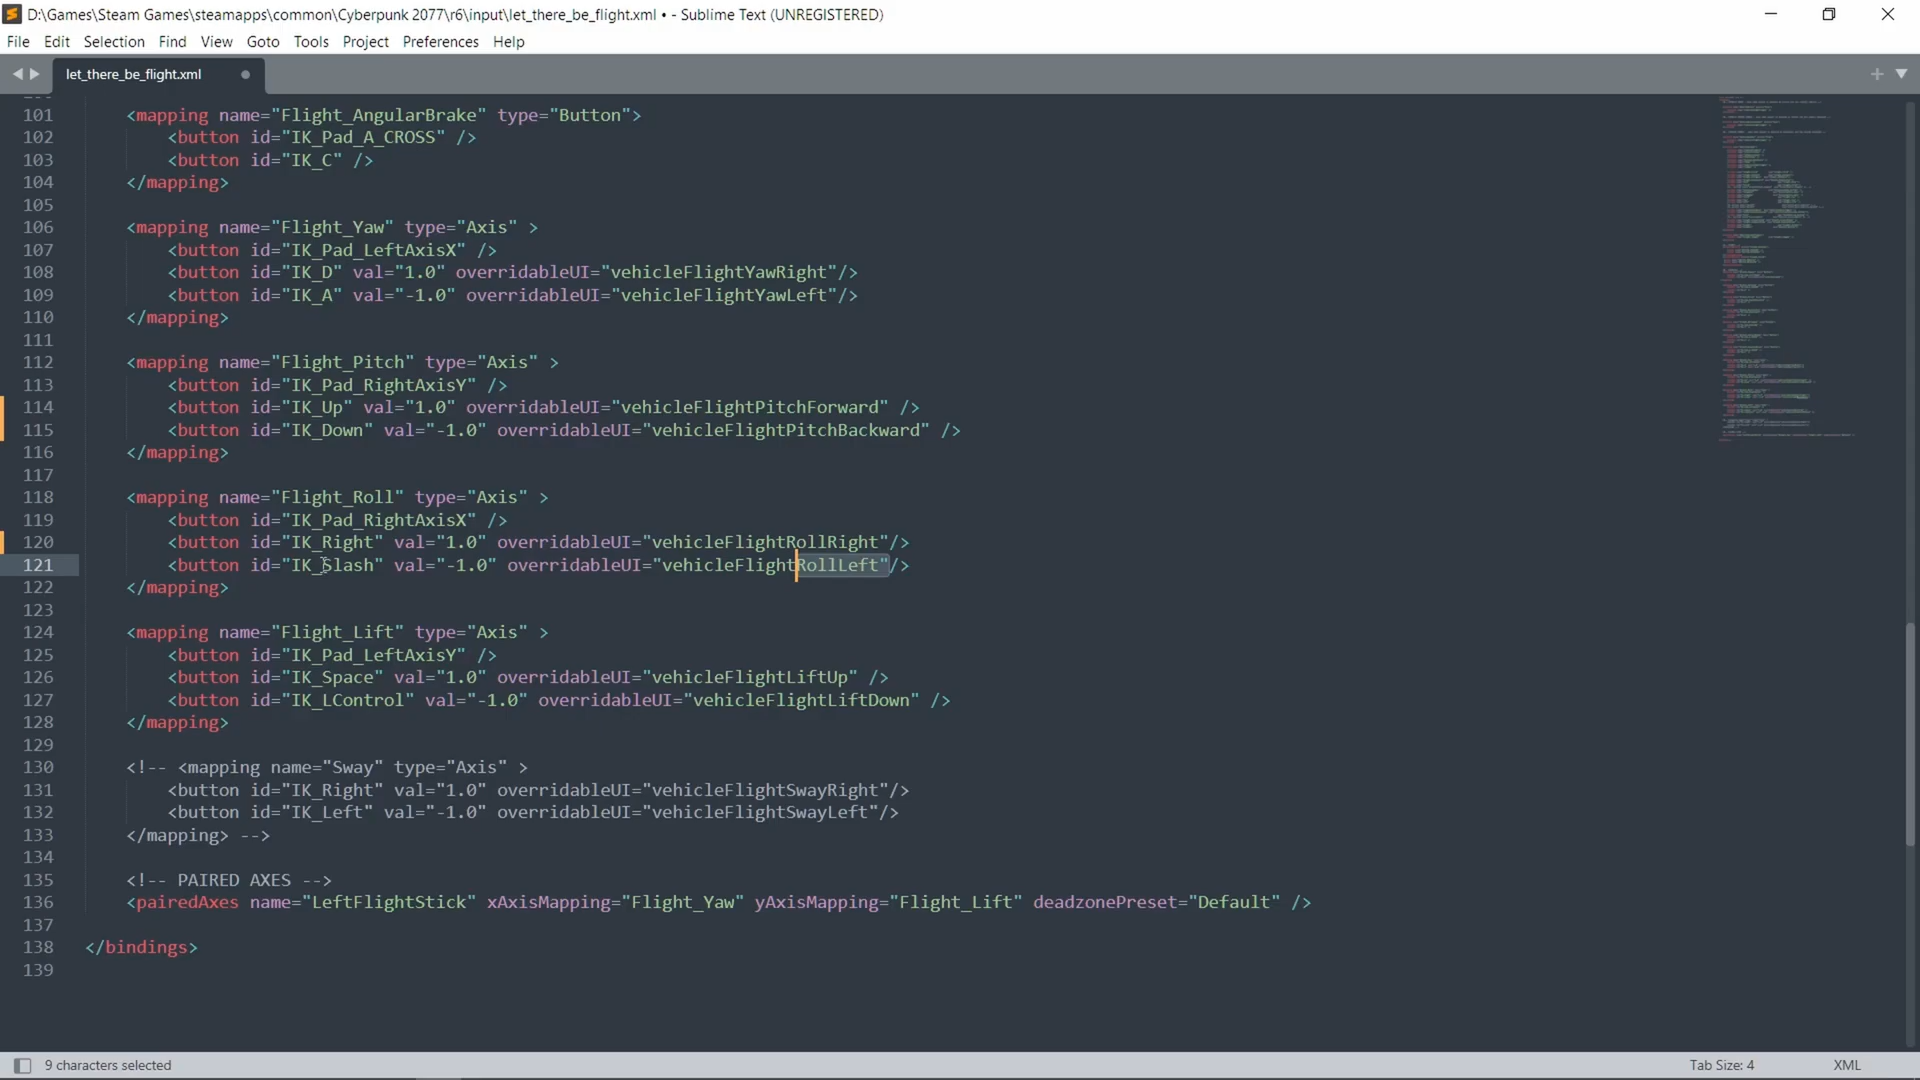 D:\Games\Steam Games\steamapps\common\Cyberpunk 2077\r6\input\let_there_be_flight.xml • - Sublime Text (UNREGISTERED)
File Edit Selection Find View Goto Tools Project Preferences Help
let_there_be_flight.xml
101 <mapping name="Flight_AngularBrake" type="Button">
102 <button id="IK_Pad_A_CROSS" />
103 <button id="IK_C" />
104 </mapping>
105
106 <mapping name="Flight_Yaw" type="Axis" >
107 <button id="IK_Pad_LeftAxisX" />
108 <button id="IK_D" val="1.0" overridableUI="vehicleFlightYawRight"/>
109 <button id="IK_A" val="-1.0" overridableUI="vehicleFlightYawLeft"/>
110 </mapping>
111
112 <mapping name="Flight_Pitch" type="Axis" >
113 <button id="IK_Pad_RightAxisY" />
114 <button id="IK_Up" val="1.0" overridableUI="vehicleFlightPitchForward" />
115 <button id="IK_Down" val="-1.0" overridableUI="vehicleFlightPitchBackward" />
116 </mapping>
117
118 <mapping name="Flight_Roll" type="Axis" >
119 <button id="IK_Pad_RightAxisX" />
120 <button id="IK_Right" val="1.0" overridableUI="vehicleFlightRollRight"/>
121 <button id="IK_Slash" val="-1.0" overridableUI="vehicleFlightRollLeft"/>
122 </mapping>
123
124 <mapping name="Flight_Lift" type="Axis" >
125 <button id="IK_Pad_LeftAxisY" />
126 <button id="IK_Space" val="1.0" overridableUI="vehicleFlightLiftUp" />
127 <button id="IK_LControl" val="-1.0" overridableUI="vehicleFlightLiftDown" />
128 </mapping>
129
130 <!-- <mapping name="Sway" type="Axis" >
131 <button id="IK_Right" val="1.0" overridableUI="vehicleFlightSwayRight"/>
132 <button id="IK_Left" val="-1.0" overridableUI="vehicleFlightSwayLeft"/>
133 </mapping> -->
134
135 <!-- PAIRED AXES -->
136 <pairedAxes name="LeftFlightStick" xAxisMapping="Flight_Yaw" yAxisMapping="Flight_Lift" deadzonePreset="Default" />
137
138 </bindings>
139
9 characters selected Tab Size: 4 XML